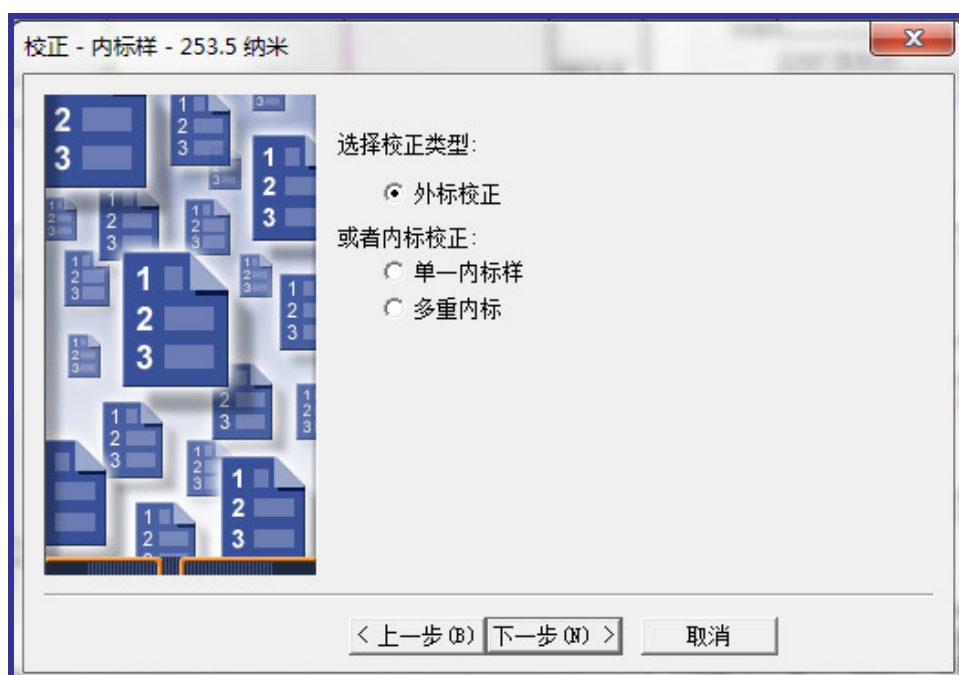 校正 - 内标样 - 253.5 纳米
选择校正类型:
外标校正
或者内标校正:
单一内标样
多重内标
< 上一步(B) 下一步(N) > 取消